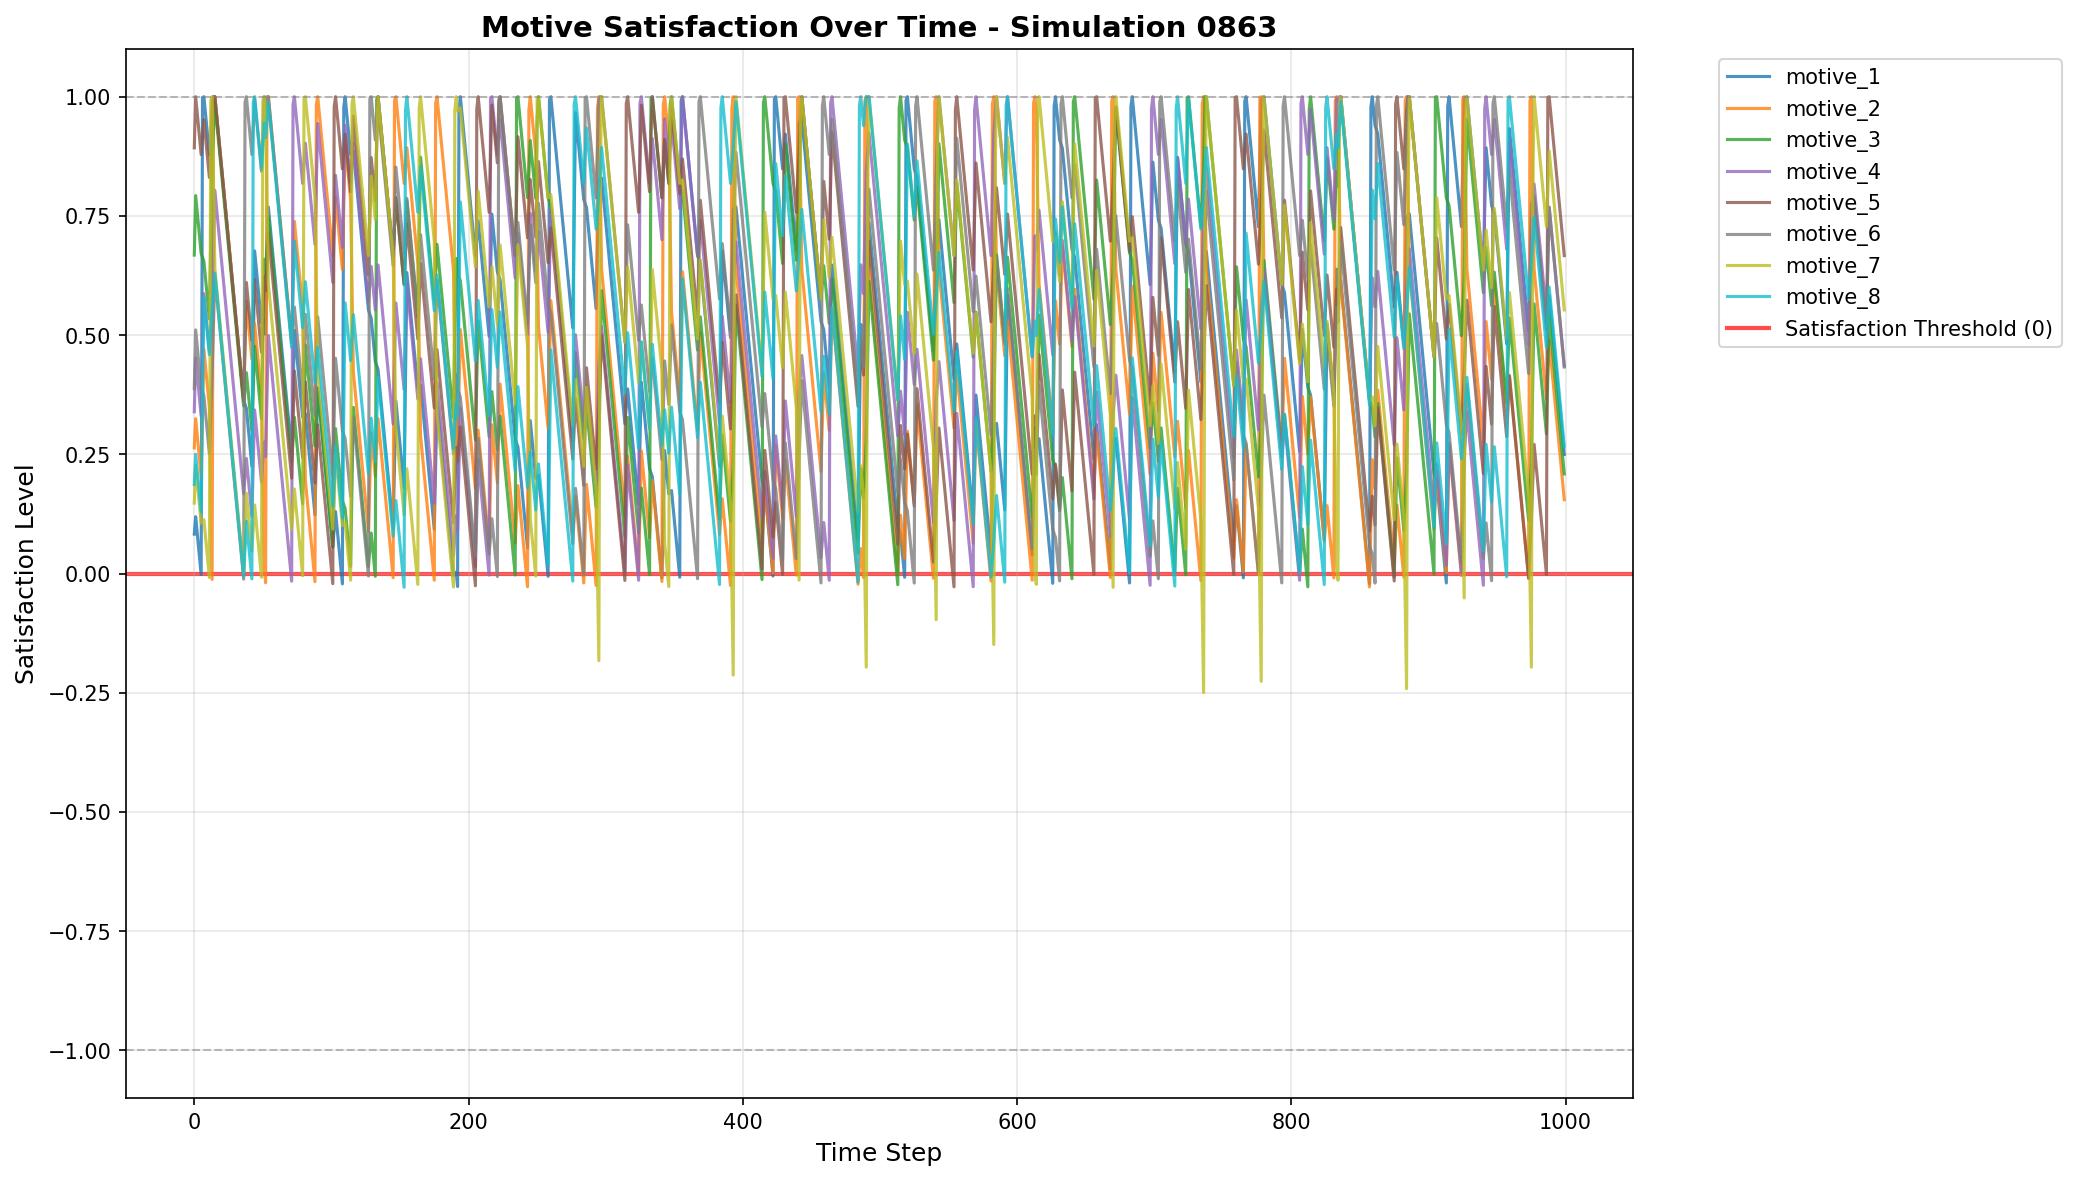 Motive Satisfaction Over Time - Simulation 0863
1.00
0.75
0.50
0.25
0.00
−0.25
−0.50
−0.75
−1.00
Satisfaction Level
0
200
400
600
800
1000
Time Step
motive_1
motive_2
motive_3
motive_4
motive_5
motive_6
motive_7
motive_8
Satisfaction Threshold (0)